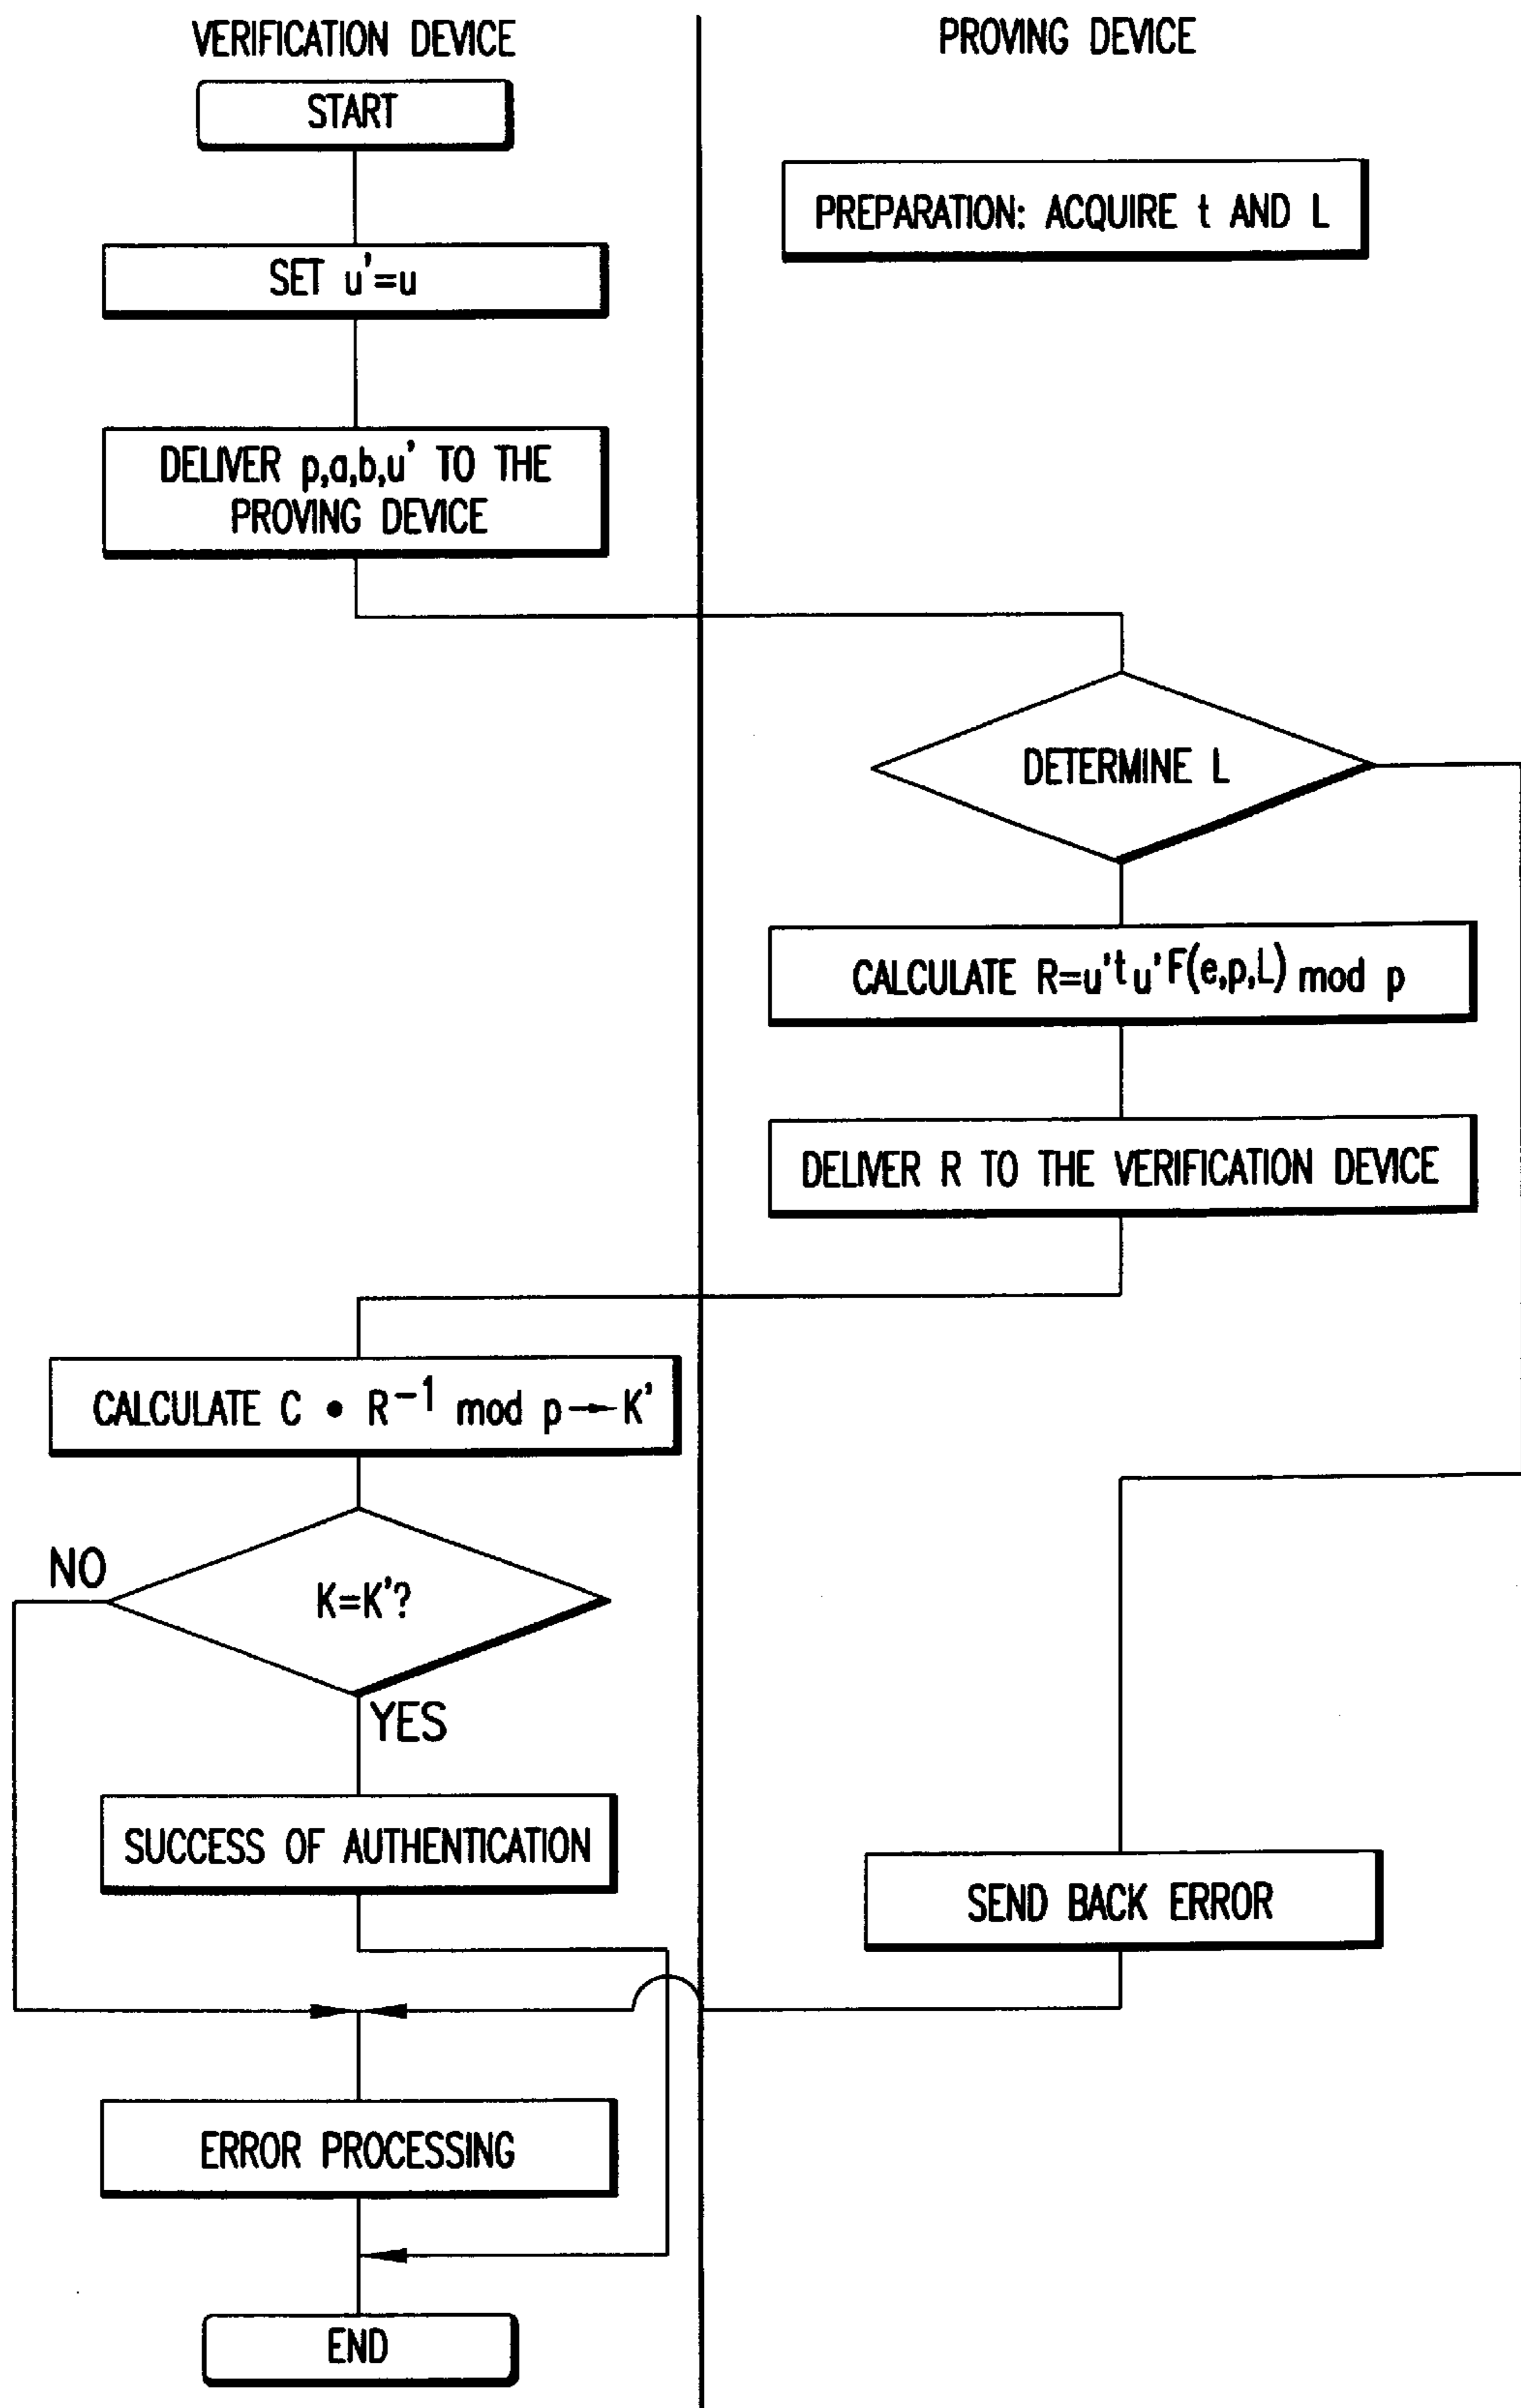 VERIFICATION DEVICE
PROVING DEVICE
START
PREPARATION: ACQUIRE t AND L
SET u'=u
DELIVER p,a,b,u' TO THE
PROVING DEVICE
DETERMINE L
CALCULATE R=u'^t u'^F(e,p,L) mod p
DELIVER R TO THE VERIFICATION DEVICE
CALCULATE C • R^-1 mod p → K'
NO
K=K'?
YES
SUCCESS OF AUTHENTICATION
SEND BACK ERROR
ERROR PROCESSING
END